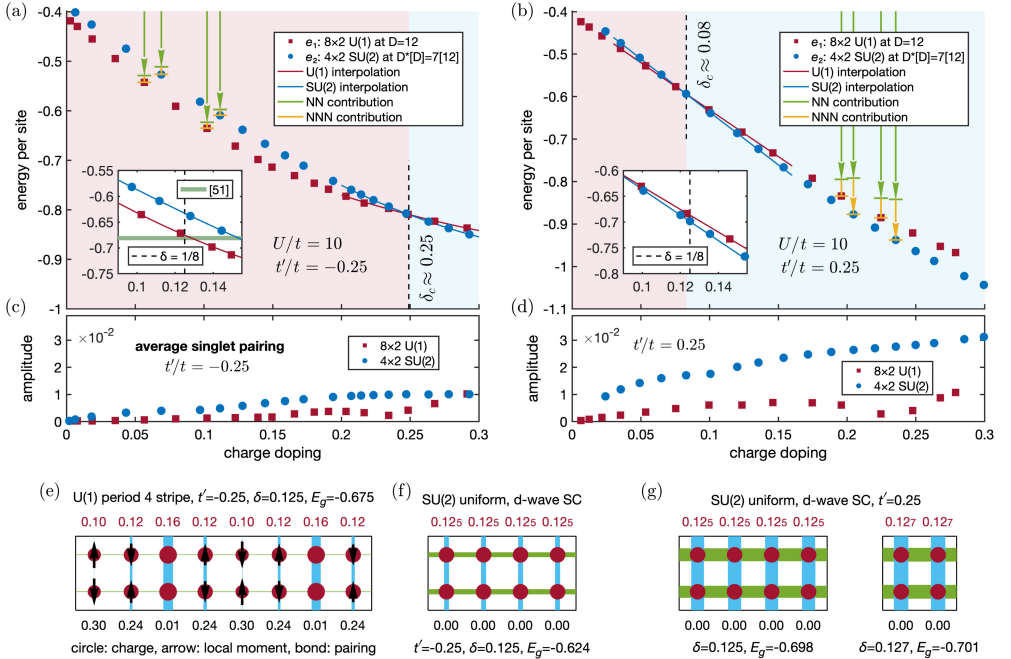 (a)
-0.4
-0.5
-0.6
-0.7
-0.8
-0.9
-1
energy per site
e₁: 8×2 U(1) at D=12
e₂: 4×2 SU(2) at D*[D]=7[12]
U(1) interpolation
SU(2) interpolation
NN contribution
NNN contribution
-0.55
-0.6
-0.65
-0.7
-0.75
[51]
δ = 1/8
0.1 0.12 0.14
U/t = 10
t′/t = −0.25
δc ≈ 0.25
(b)
-0.4
-0.5
-0.6
-0.7
-0.8
-0.9
-1
-1.1
energy per site
δc ≈ 0.08
e₁: 8×2 U(1) at D=12
e₂: 4×2 SU(2) at D*[D]=7[12]
U(1) interpolation
SU(2) interpolation
NN contribution
NNN contribution
-0.6
-0.65
-0.7
-0.75
-0.8
δ = 1/8
0.1 0.12 0.14
U/t = 10
t′/t = 0.25
(c)
×10⁻²
3
2
1
0
amplitude
average singlet pairing
t′/t = −0.25
8×2 U(1)
4×2 SU(2)
0 0.05 0.1 0.15 0.2 0.25 0.3
charge doping
(d)
×10⁻²
3
2
1
0
amplitude
t′/t = 0.25
8×2 U(1)
4×2 SU(2)
0 0.05 0.1 0.15 0.2 0.25 0.3
charge doping
(e)
U(1) period 4 stripe, t′=-0.25, δ=0.125, Eg=-0.675
0.10 0.12 0.16 0.12 0.10 0.12 0.16 0.12
0.30 0.24 0.01 0.24 0.30 0.24 0.01 0.24
circle: charge, arrow: local moment, bond: pairing
(f)
SU(2) uniform, d-wave SC
0.125 0.125 0.125 0.125
0.00 0.00 0.00 0.00
t′=-0.25, δ=0.125, Eg=-0.624
(g)
SU(2) uniform, d-wave SC, t′=0.25
0.125 0.125 0.125 0.125 0.127 0.127
0.00 0.00 0.00 0.00 0.00 0.00
δ=0.125, Eg=-0.698 δ=0.127, Eg=-0.701